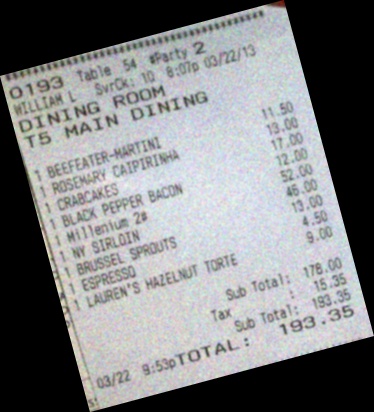 0193 Table 54 #Party 2
WILLIAM L SvrCk: 10 8:07p 03/22/13
DINING ROOM
T5 MAIN DINING
1 BEEFEATER-MARTINI 11.50
1 ROSEMARY CAIPIRINHA 13.00
1 CRABCAKES 17.00
1 BLACK PEPPER BACON 12.00
1 Millenium 2# 52.00
1 NY SIRLOIN 46.00
1 BRUSSEL SPROUTS 13.00
1 ESPRESSO 4.50
1 LAUREN'S HAZELNUT TORTE 9.00
Sub Total: 178.00
Tax : 15.35
Sub Total: 193.35
03/22 9:53p TOTAL: 193.35